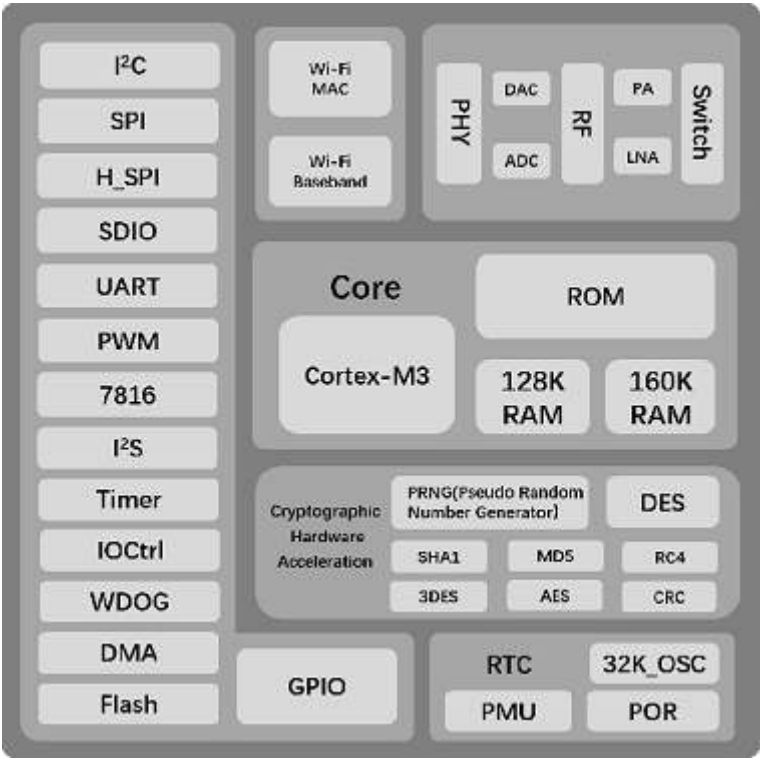 I²C
SPI
H_SPI
SDIO
UART
PWM
7816
I²S
Timer
IOCtrl
WDOG
DMA
Flash
GPIO
Wi-Fi
MAC
Wi-Fi
Baseband
PHY
DAC
ADC
RF
PA
LNA
Switch
Core
Cortex-M3
ROM
128K
RAM
160K
RAM
Cryptographic
Hardware
Acceleration
PRNG(Pseudo Random
Number Generator)
DES
SHA1
MD5
RC4
3DES
AES
CRC
RTC
32K_OSC
PMU
POR